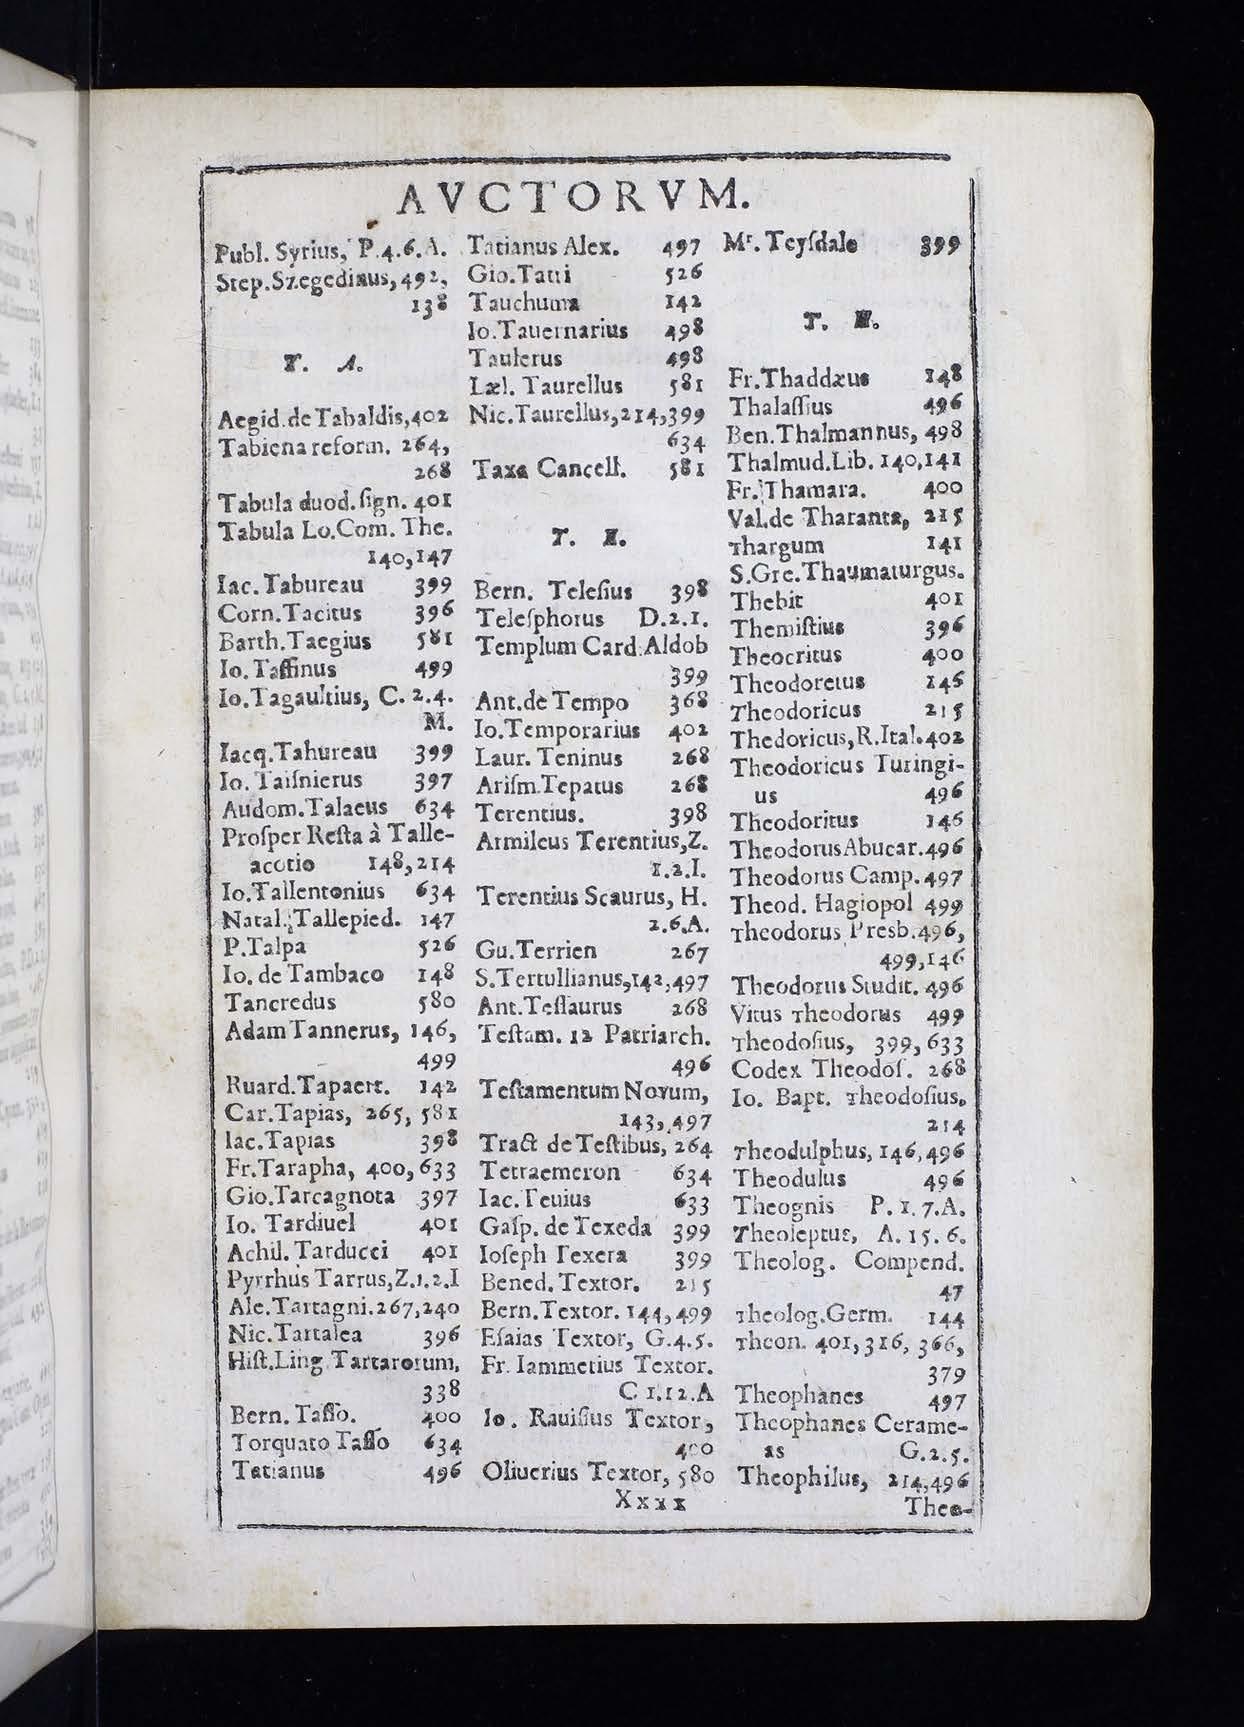 AVCTORVM.
Publ. Syrius, P.4.6.A.
Step.Szegedinus, 492,
138
T. A.
Aegid.de Tabaldis,402
Tabiena reform. 264,
268
Tabula duod.ſign. 401
Tabula Lo.Com. The.
140,147
Iac.Tabureau 399
Corn.Tacitus 396
Barth.Taegius 581
Io.Taffinus 499
Io.Tagaultius, C. 2.4.
M.
Iacq.Tahureau 399
Io. Taiſnierus 397
Audom.Talaeus 634
Proſper Reſta à Talle-
acotio 148,214
Io.Tallentonius 634
Natal.Tallepied. 147
P.Talpa 526
Io. de Tambaco 148
Tancredus 580
Adam Tannerus, 146,
499
Ruard.Tapaert. 142
Car.Tapias, 265, 581
Iac.Tapias 398
Fr.Tarapha, 400,633
Gio.Tarcagnota 397
Io. Tardiuel 401
Achil. Tarducci 401
Pyrrhus Tarrus,Z.1.2.I
Ale.Tartagni.267,240
Nic.Tartalea 396
Hiſt.Ling.Tartarorum,
338
Bern. Taſſo. 400
Torquato Taſſo 634
Tatianus 496
Tatianus Alex. 497
Gio.Tatti 526
Tauchuma 142
Io.Tauernarius 498
Taulerus 498
Læl. Taurellus 581
Nic.Taurellus,214,399
634
Taxa Cancell. 581
T. E.
Bern. Teleſius 398
Teleſphorus D.2.1.
Templum Card.Aldob
399
Ant.de Tempo 368
Io.Temporarius 402
Laur. Teninus 268
Ariſm.Tepatus 268
Terentius. 398
Armileus Terentius,Z.
1.2.I.
Terentius Scaurus, H.
2.6.A.
Gu.Terrien 267
S.Tertullianus,142,497
Ant.Teſſaurus 268
Teſtam. 12 Patriarch.
496
Teſtamentum Novum,
143,497
Tract de Teſtibus, 264
Tetraemeron 634
Iac.Teuius 633
Gaſp. de Texeda 399
Ioſeph Texera 399
Bened. Textor. 215
Bern.Textor. 144,499
Eſaias Textor, G.4.5.
Fr. Iammetius Textor.
C 1.12.A
Io. Rauiſius Textor,
400
Oliuerius Textor, 580
Xxxx
Mr. Teyſdale 399
T. H.
Fr.Thaddæus 148
Thalaſſius 496
Ben.Thalmannus, 498
Thalmud.Lib. 140,141
Fr. Thamara. 400
Val.de Tharanta, 215
Thargum 141
S.Gre.Thaumaturgus.
Thebit 401
Themiſtius 396
Theocritus 400
Theodoretus 145
Theodoricus 215
Thedoricus,R.Ital.402
Theodoricus Turingi-
us 496
Theodoritus 146
Theodorus Abucar.496
Theodorus Camp.497
Theod. Hagiopol 499
Theodorus Presb.496,
499,146
Theodorus Studit. 496
Vitus Theodorus 499
Theodoſius, 399,633
Codex Theodoſ. 268
Io. Bapt. Theodoſius,
214
Theodulphus, 146,496
Theodulus 496
Theognis P.1.7.A.
Theoleptus, A. 15. 6.
Theolog. Compend.
47
Theolog.Germ. 144
Theon. 401,316, 366,
379
Theophanes 497
Theophanes Cerame-
as G.2.5.
Theophilus, 214,496
Theo-